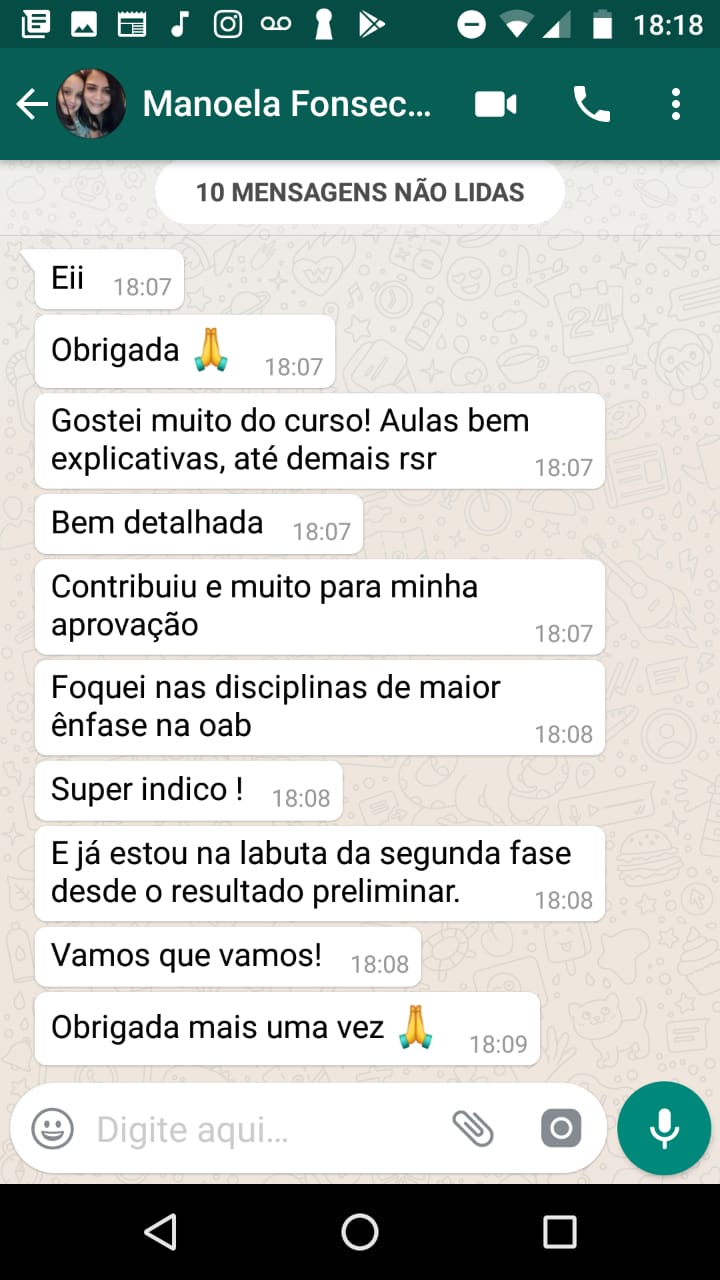 18:18
Manoela Fonsec...
10 MENSAGENS NÃO LIDAS
Eii 18:07
Obrigada 🙏 18:07
Gostei muito do curso! Aulas bem
explicativas, até demais rsr 18:07
Bem detalhada 18:07
Contribuiu e muito para minha
aprovação 18:07
Foquei nas disciplinas de maior
ênfase na oab 18:08
Super indico ! 18:08
E já estou na labuta da segunda fase
desde o resultado preliminar. 18:08
Vamos que vamos! 18:08
Obrigada mais uma vez 🙏 18:09
Digite aqui...